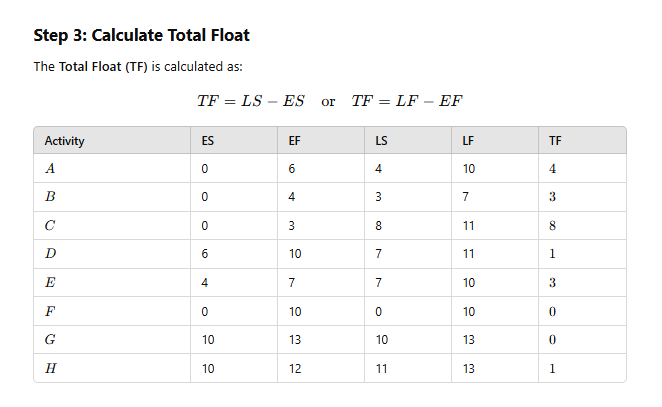 Step 3: Calculate Total Float
The Total Float (TF) is calculated as:
TF = LS − ES or TF = LF − EF
Activity ES EF LS LF TF
A 0 6 4 10 4
B 0 4 3 7 3
C 0 3 8 11 8
D 6 10 7 11 1
E 4 7 7 10 3
F 0 10 0 10 0
G 10 13 10 13 0
H 10 12 11 13 1